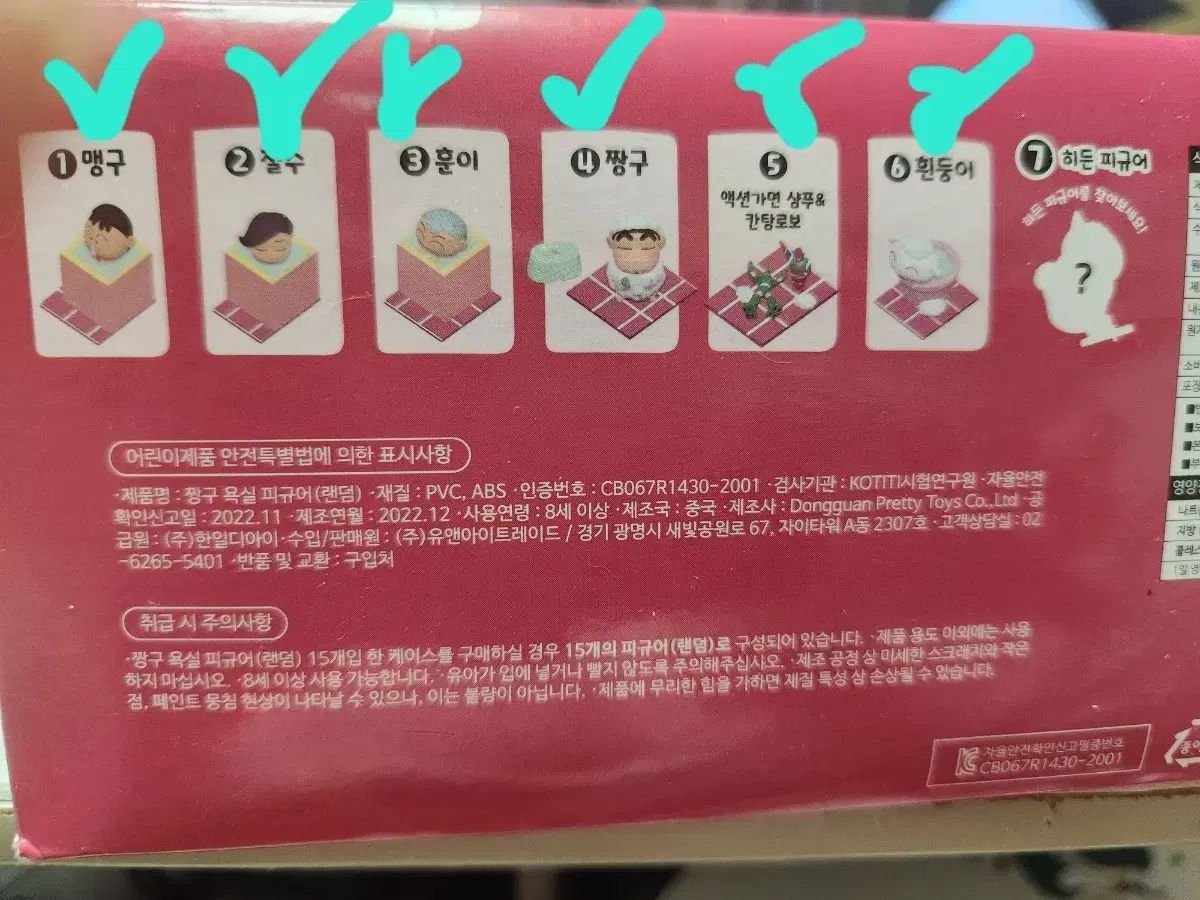 ① 맹구
② 철수
③ 훈이
④ 짱구
⑤
액션가면 샴푸&
칸탐로보
⑥ 흰둥이
⑦ 히든 피규어
히든 피규어를 찾아보세요!
?
어린이제품 안전특별법에 의한 표시사항
·제품명 : 짱구 욕실 피규어(랜덤) ·재질 : PVC, ABS ·인증번호 : CB067R1430-2001 ·검사기관 : KOTITI시험연구원 ·자율안전
확인신고일 : 2022.11 ·제조연월 : 2022.12 ·사용연령 : 8세 이상 ·제조국 : 중국 ·제조사 : Dongguan Pretty Toys Co.,Ltd ·공
급원 : (주)한일디아이 ·수입/판매원 : (주)유앤아이트레이드 / 경기 광명시 새빛공원로 67, 자이타워 A동 2307호 ·고객상담실 : 02
-6265-5401 ·반품 및 교환 : 구입처
취급 시 주의사항
·짱구 욕실 피규어(랜덤) 15개입 한 케이스를 구매하실 경우 15개의 피규어(랜덤)로 구성되어 있습니다. ·제품 용도 이외에는 사용
하지 마십시오. ·8세 이상 사용 가능합니다. ·유아가 입에 넣거나 빨지 않도록 주의해주십시오. ·제조 공정 상 미세한 스크래치와 작은
점, 페인트 뭉침 현상이 나타날 수 있으나, 이는 불량이 아닙니다. ·제품에 무리한 힘을 가하면 재질 특성 상 손상될 수 있습니다.
자율안전확인신고필증번호
CB067R1430-2001
영양